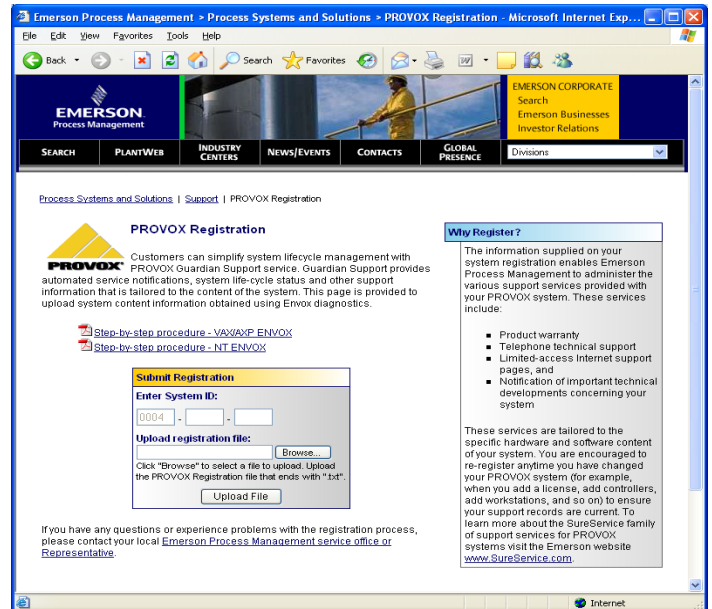 Emerson Process Management > Process Systems and Solutions > PROVOX Registration - Microsoft Internet Exp...
File Edit View Favorites Tools Help
Back Search Favorites
EMERSON CORPORATE
Search
Emerson Businesses
Investor Relations
EMERSON.
Process Management
SEARCH PLANTWEB INDUSTRY CENTERS NEWS/EVENTS CONTACTS GLOBAL PRESENCE Divisions
Process Systems and Solutions | Support | PROVOX Registration
PROVOX Registration
PROVOX
Customers can simplify system lifecycle management with
PROVOX Guardian Support service. Guardian Support provides
automated service notifications, system life-cycle status and other support
information that is tailored to the content of the system. This page is provided to
upload system content information obtained using Envox diagnostics.
Step-by-step procedure - VAX/AXP ENVOX
Step-by-step procedure - NT ENVOX
Submit Registration
Enter System ID:
0004 - -
Upload registration file:
Browse...
Click "Browse" to select a file to upload. Upload
the PROVOX Registration file that ends with ".txt".
Upload File
If you have any questions or experience problems with the registration process,
please contact your local Emerson Process Management service office or
Representative.
Why Register?
The information supplied on your
system registration enables Emerson
Process Management to administer the
various support services provided with
your PROVOX system. These services
include:
Product warranty
Telephone technical support
Limited-access Internet support
pages, and
Notification of important technical
developments concerning your
system
These services are tailored to the
specific hardware and software content
of your system. You are encouraged to
re-register anytime you have changed
your PROVOX system (for example,
when you add a license, add controllers,
add workstations, and so on) to ensure
your support records are current. To
learn more about the SureService family
of support services for PROVOX
systems visit the Emerson website
www.SureService.com.
Internet